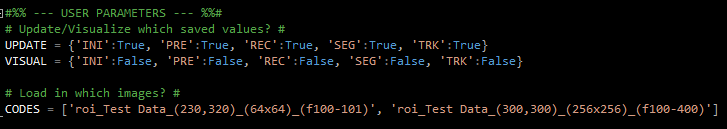 #%% --- USER PARAMETERS --- %%#
# Update/Visualize which saved values? #
UPDATE = {'INI':True, 'PRE':True, 'REC':True, 'SEG':True, 'TRK':True}
VISUAL = {'INI':False, 'PRE':False, 'REC':False, 'SEG':False, 'TRK':False}
# Load in which images? #
_CODES = ['roi_Test Data_(230,320)_(64x64)_(f100-101)', 'roi_Test Data_(300,300)_(256x256)_(f100-400)']